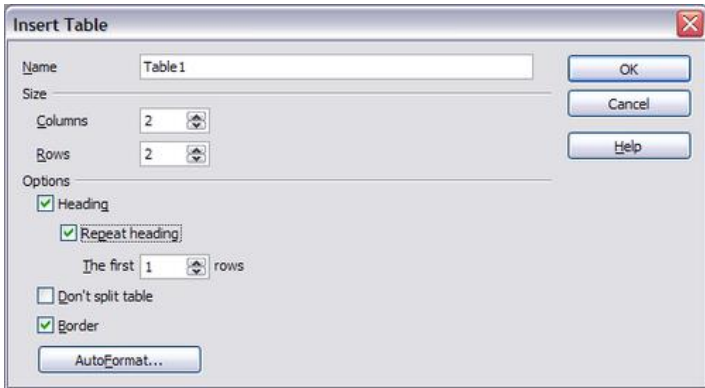 Insert Table
Name Table1 OK
Size Cancel
Columns 2
Rows 2 Help
Options
Heading
Repeat heading
The first 1 rows
Don't split table
Border
AutoFormat...